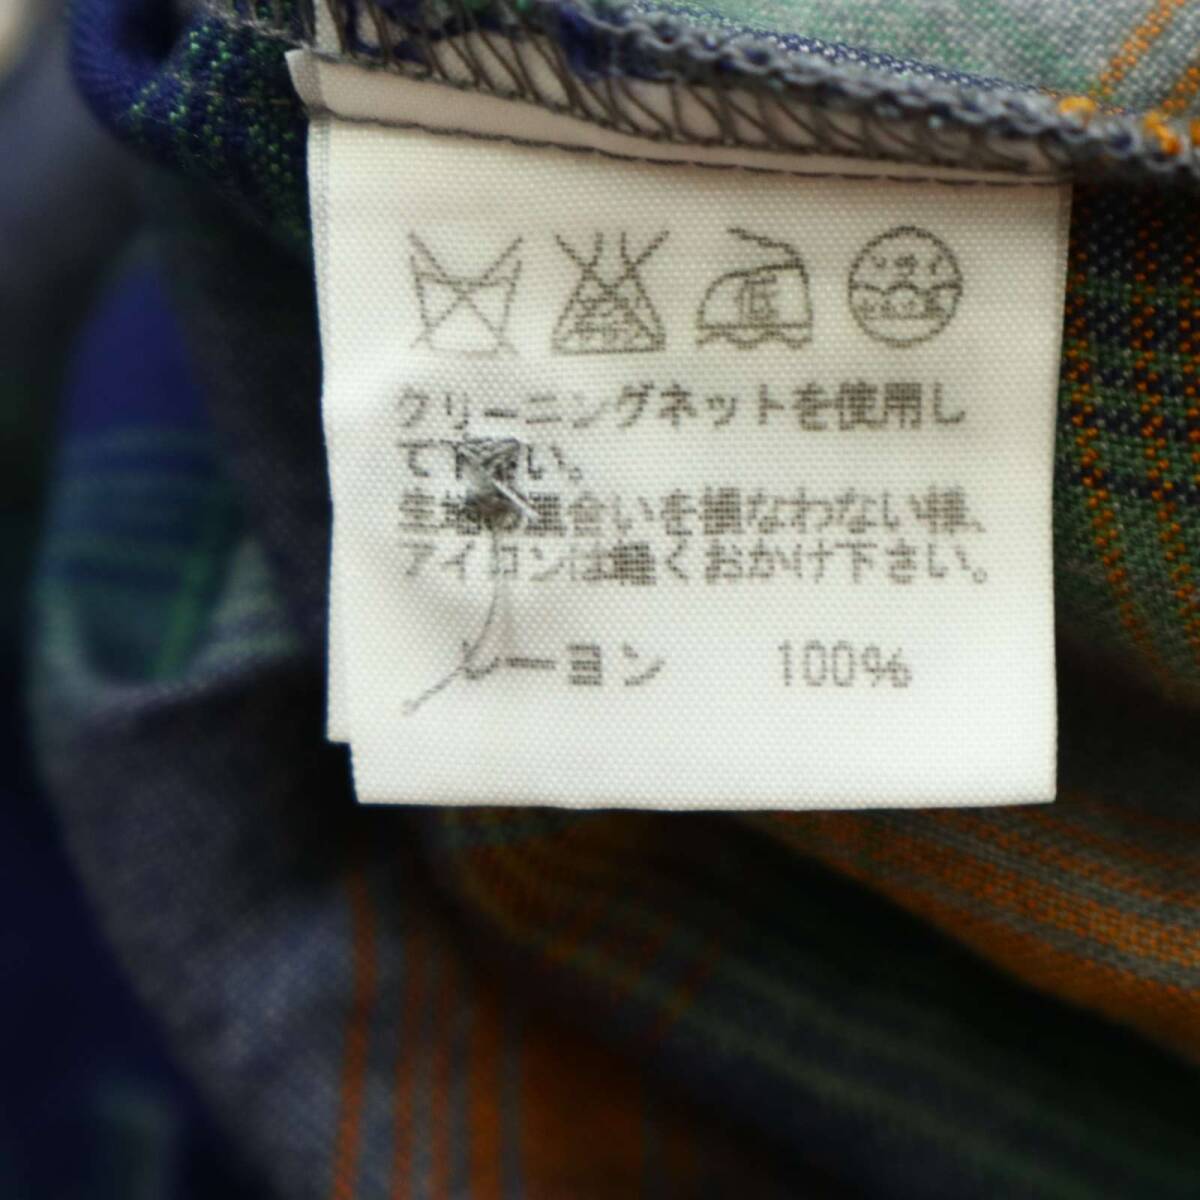 低
クリーニングネットを使用し
て下さい。
生地の風合いを損なわない様、
アイロンは軽くおかけ下さい。
レーヨン 100%